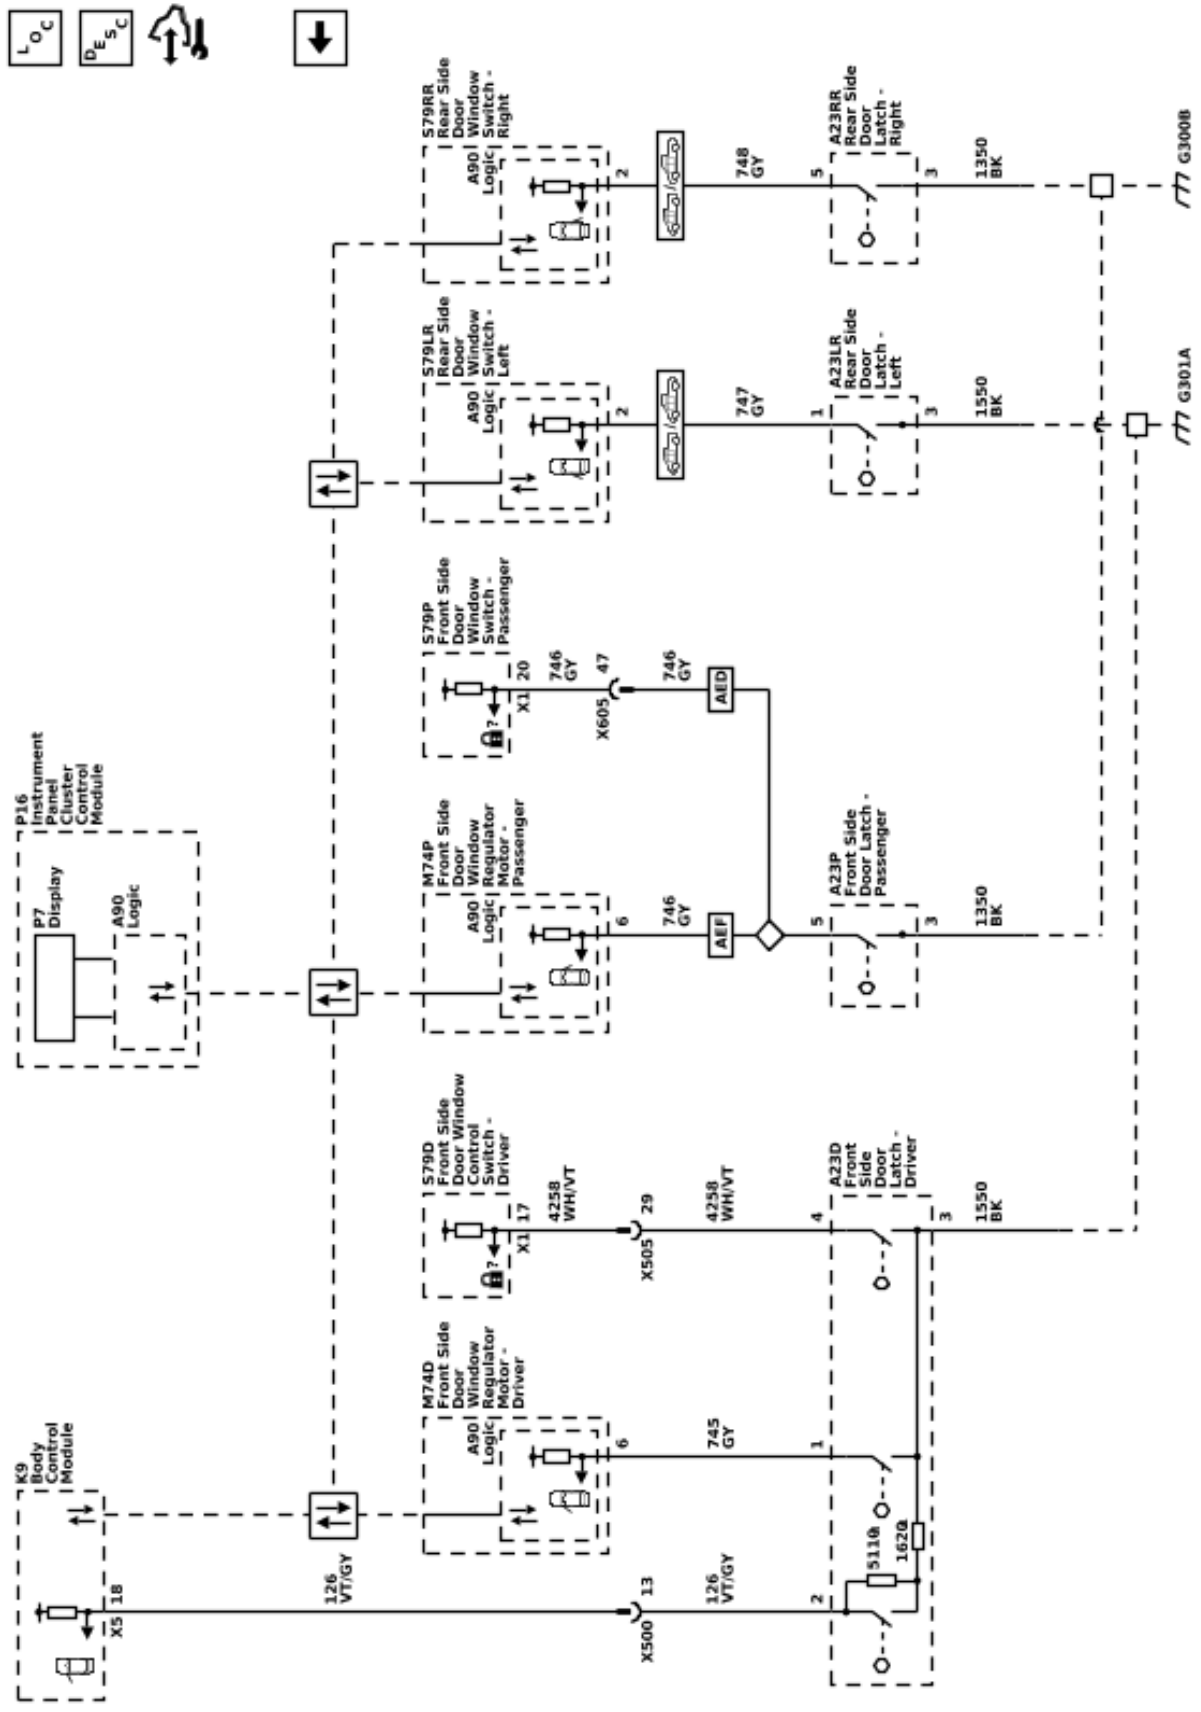 LOC
DESC
K9
Body
Control
Module
X5
18
126
VT/GY
X500
13
126
VT/GY
2
P16
Instrument
Panel
Cluster
Control
Module
P7
Display
A90
Logic
M74D
Front Side
Door
Window
Regulator
Motor -
Driver
A90
Logic
6
745
GY
1
S79D
Front Side
Door Window
Control
Switch -
Driver
?
X1
17
4258
WH/VT
X505
29
4258
WH/VT
4
A23D
Front
Side
Door
Latch -
Driver
3
1550
BK
M74P
Front Side
Door
Window
Regulator
Motor -
Passenger
A90
Logic
6
746
GY
AEF
5
A23P
Front Side
Door Latch -
Passenger
3
1350
BK
S79P
Front Side
Door
Window
Switch -
Passenger
?
X1
20
746
GY
X605
47
746
GY
AED
S79LR
Rear Side
Door
Window
Switch -
Left
A90
Logic
2
747
GY
1
A23LR
Rear Side
Door
Latch -
Left
3
1550
BK
G301A
S79RR
Rear Side
Door
Window
Switch -
Right
A90
Logic
2
748
GY
5
A23RR
Rear Side
Door
Latch -
Right
3
1350
BK
G300B